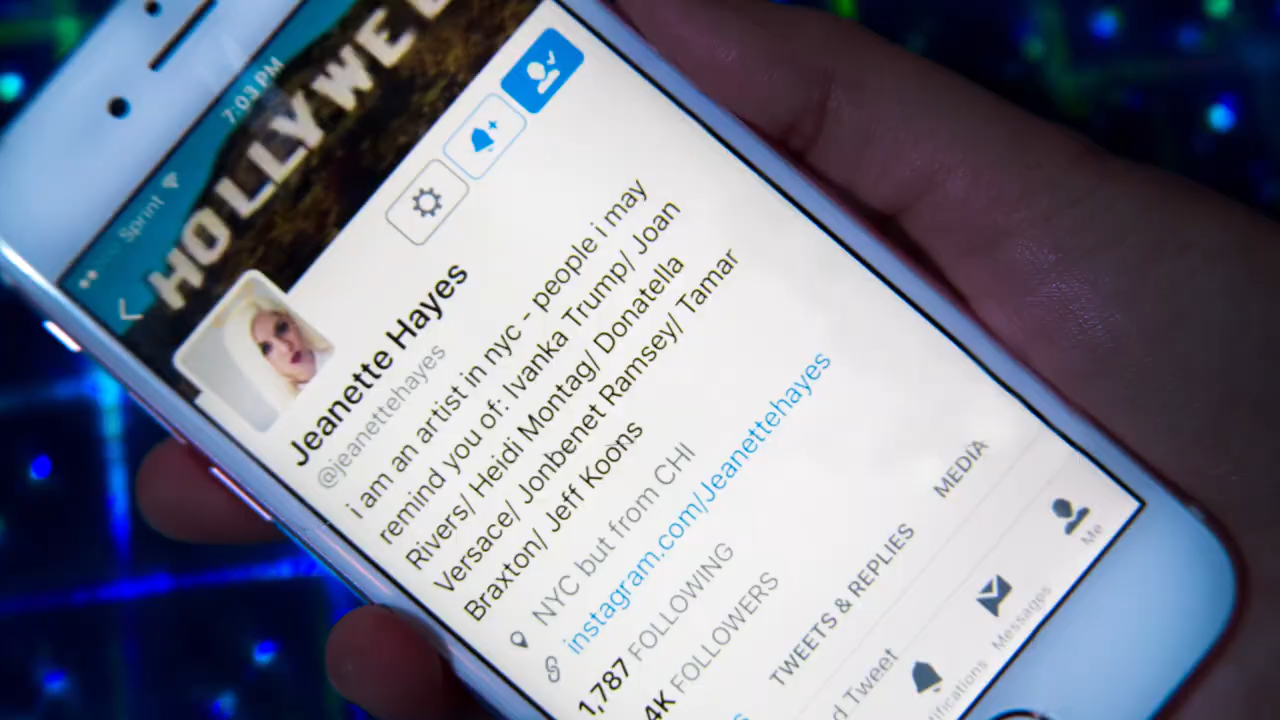 Sprint
7:03 PM
HOLLYWE
Jeanette Hayes
@jeanettehayes
i am an artist in nyc - people i may
remind you of: Ivanka Trump/ Joan
Rivers/ Heidi Montag/ Donatella
Versace/ Jonbenet Ramsey/ Tamar
Braxton/ Jeff Koons
NYC but from CHI
instagram.com/Jeanettehayes
1,787 FOLLOWING
4K FOLLOWERS
TWEETS & REPLIES
MEDIA
d Tweet
ifications
Messages
Me